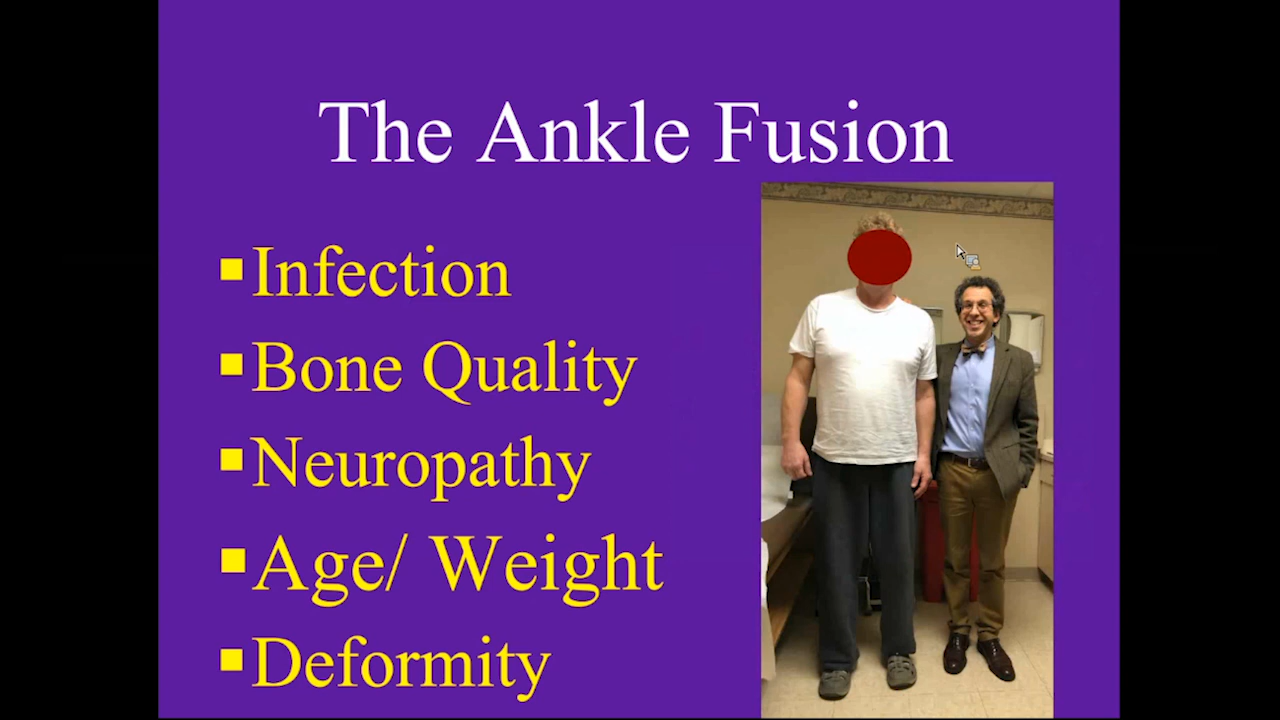 The Ankle Fusion
Infection
Bone Quality
Neuropathy
Age/ Weight
Deformity